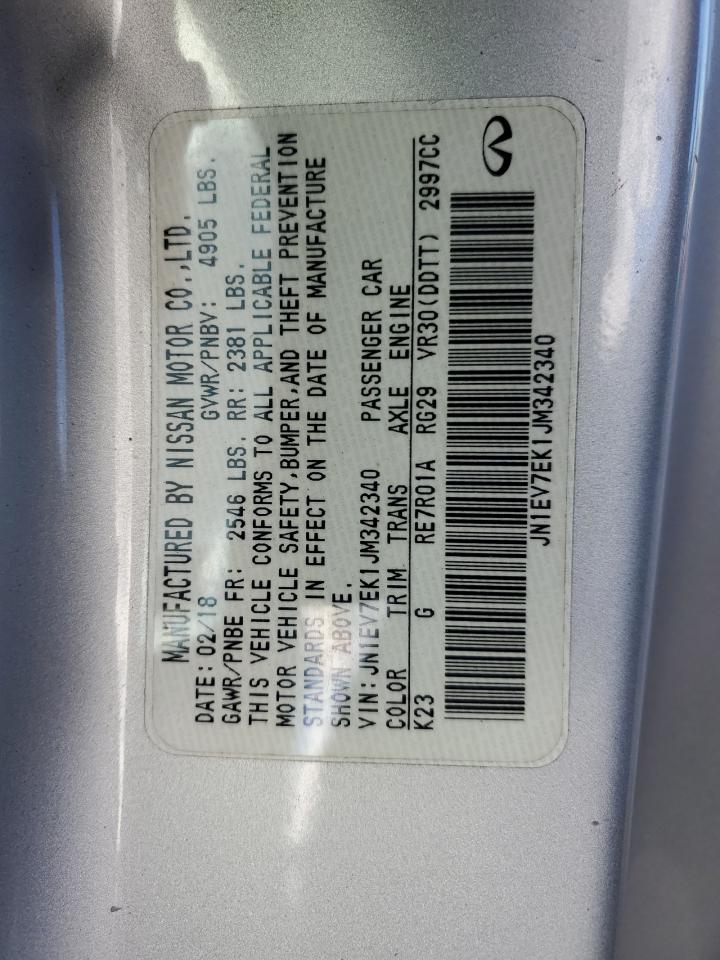 MANUFACTURED BY NISSAN MOTOR CO.,LTD.
DATE: 02/18 GVWR/PNBV: 4905 LBS.
GAWR/PNBE FR: 2546 LBS. RR: 2381 LBS.
THIS VEHICLE CONFORMS TO ALL APPLICABLE FEDERAL
MOTOR VEHICLE SAFETY,BUMPER,AND THEFT PREVENTION
STANDARDS IN EFFECT ON THE DATE OF MANUFACTURE
SHOWN ABOVE.
VIN: JN1EV7EK1JM342340 PASSENGER CAR
COLOR TRIM TRANS AXLE ENGINE
K23 G RE7R01A RG29 VR30(DDTT) 2997CC
JN1EV7EK1JM342340